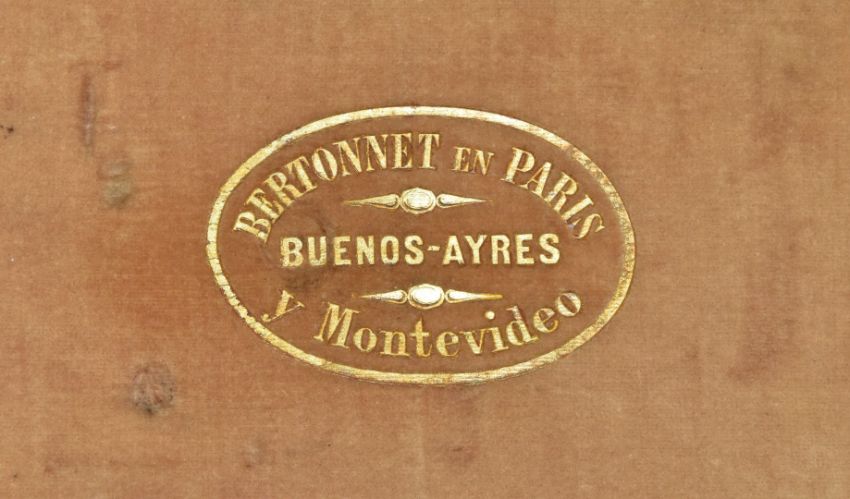 BERTONNET EN PARIS
BUENOS-AYRES
y Montevideo